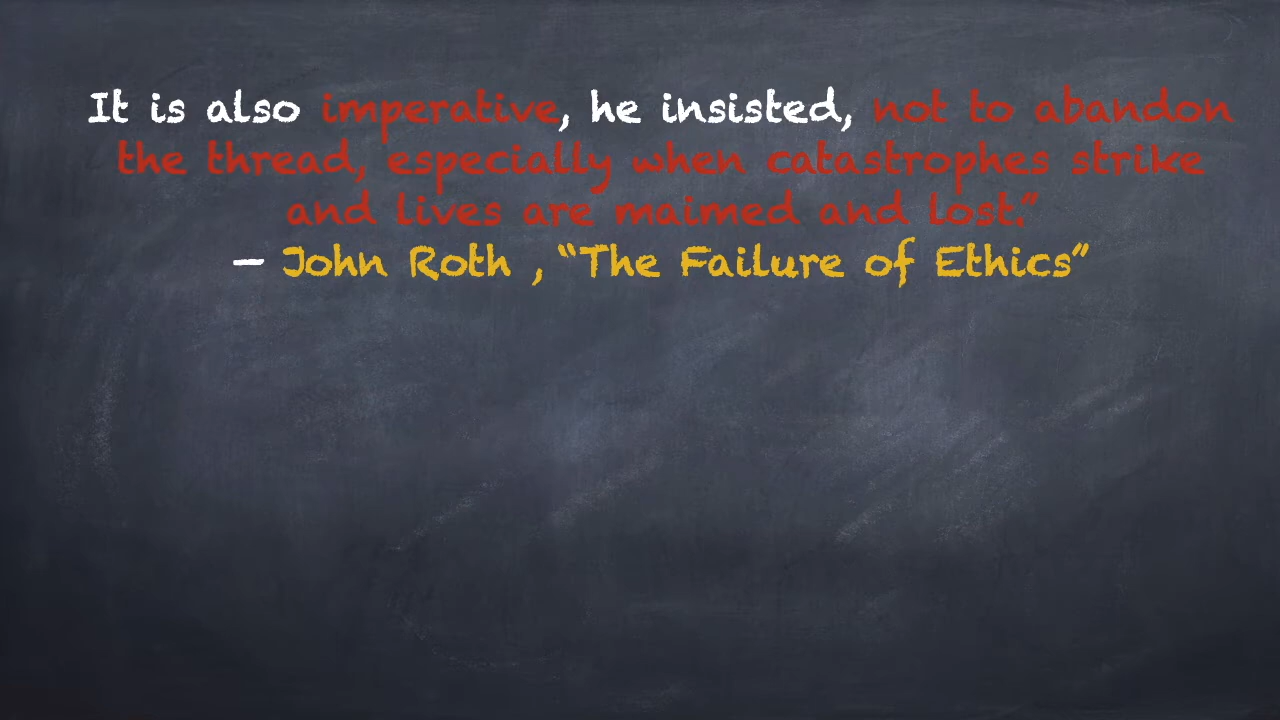 It is also imperative, he insisted, not to abandon
the thread, especially when catastrophes strike
and lives are maimed and lost.”
— John Roth , “The Failure of Ethics”